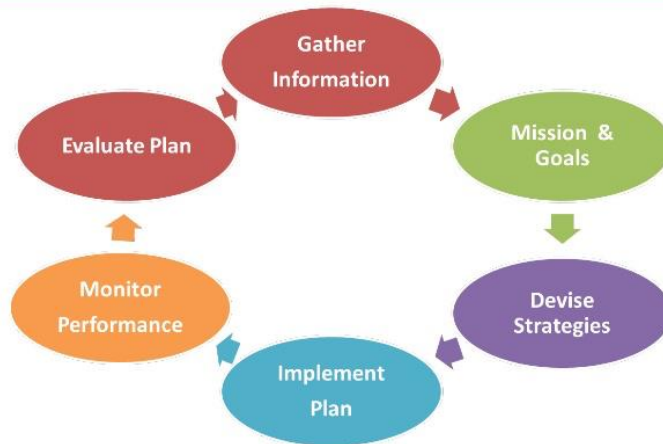 Gather
Information
Mission & 
Goals
Devise
Strategies
Implement
Plan
Monitor
Performance
Evaluate Plan